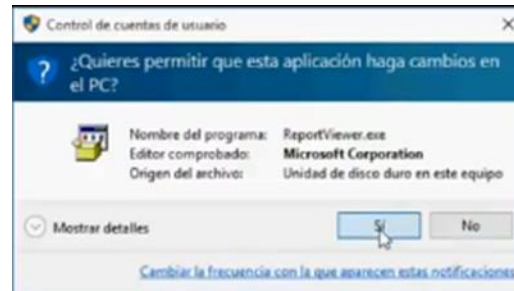 Control de cuentas de usuario
¿Quieres permitir que esta aplicación haga cambios en
el PC?
Nombre del programa: ReportViewer.exe
Editor comprobado: Microsoft Corporation
Origen del archivo: Unidad de disco duro en este equipo
Mostrar detalles
Sí
No
Cambiar la frecuencia con la que aparecen estas notificaciones